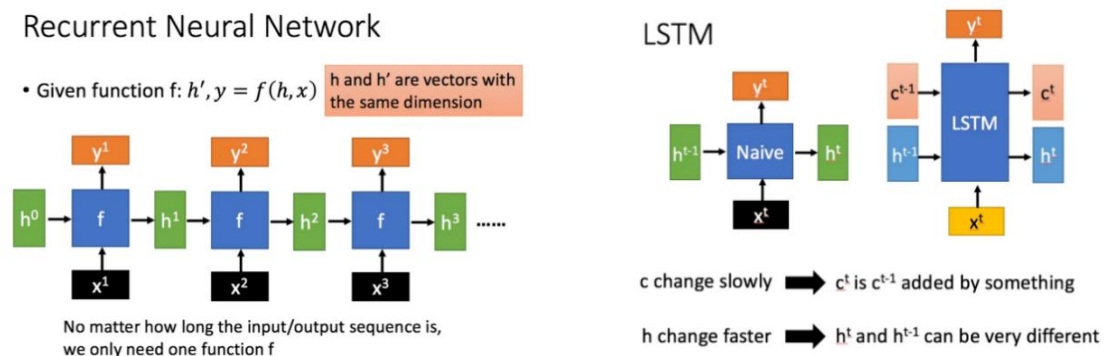 Recurrent Neural Network
• Given function f: h′, y = f(h, x)
h and h' are vectors with
the same dimension
y¹ y² y³
h⁰ f h¹ f h² f h³ ......
x¹ x² x³
No matter how long the input/output sequence is,
we only need one function f
LSTM
yᵗ
hᵗ⁻¹ Naive hᵗ
xᵗ
yᵗ
cᵗ⁻¹ cᵗ
LSTM
hᵗ⁻¹ hᵗ
xᵗ
c change slowly cᵗ is cᵗ⁻¹ added by something
h change faster hᵗ and hᵗ⁻¹ can be very different